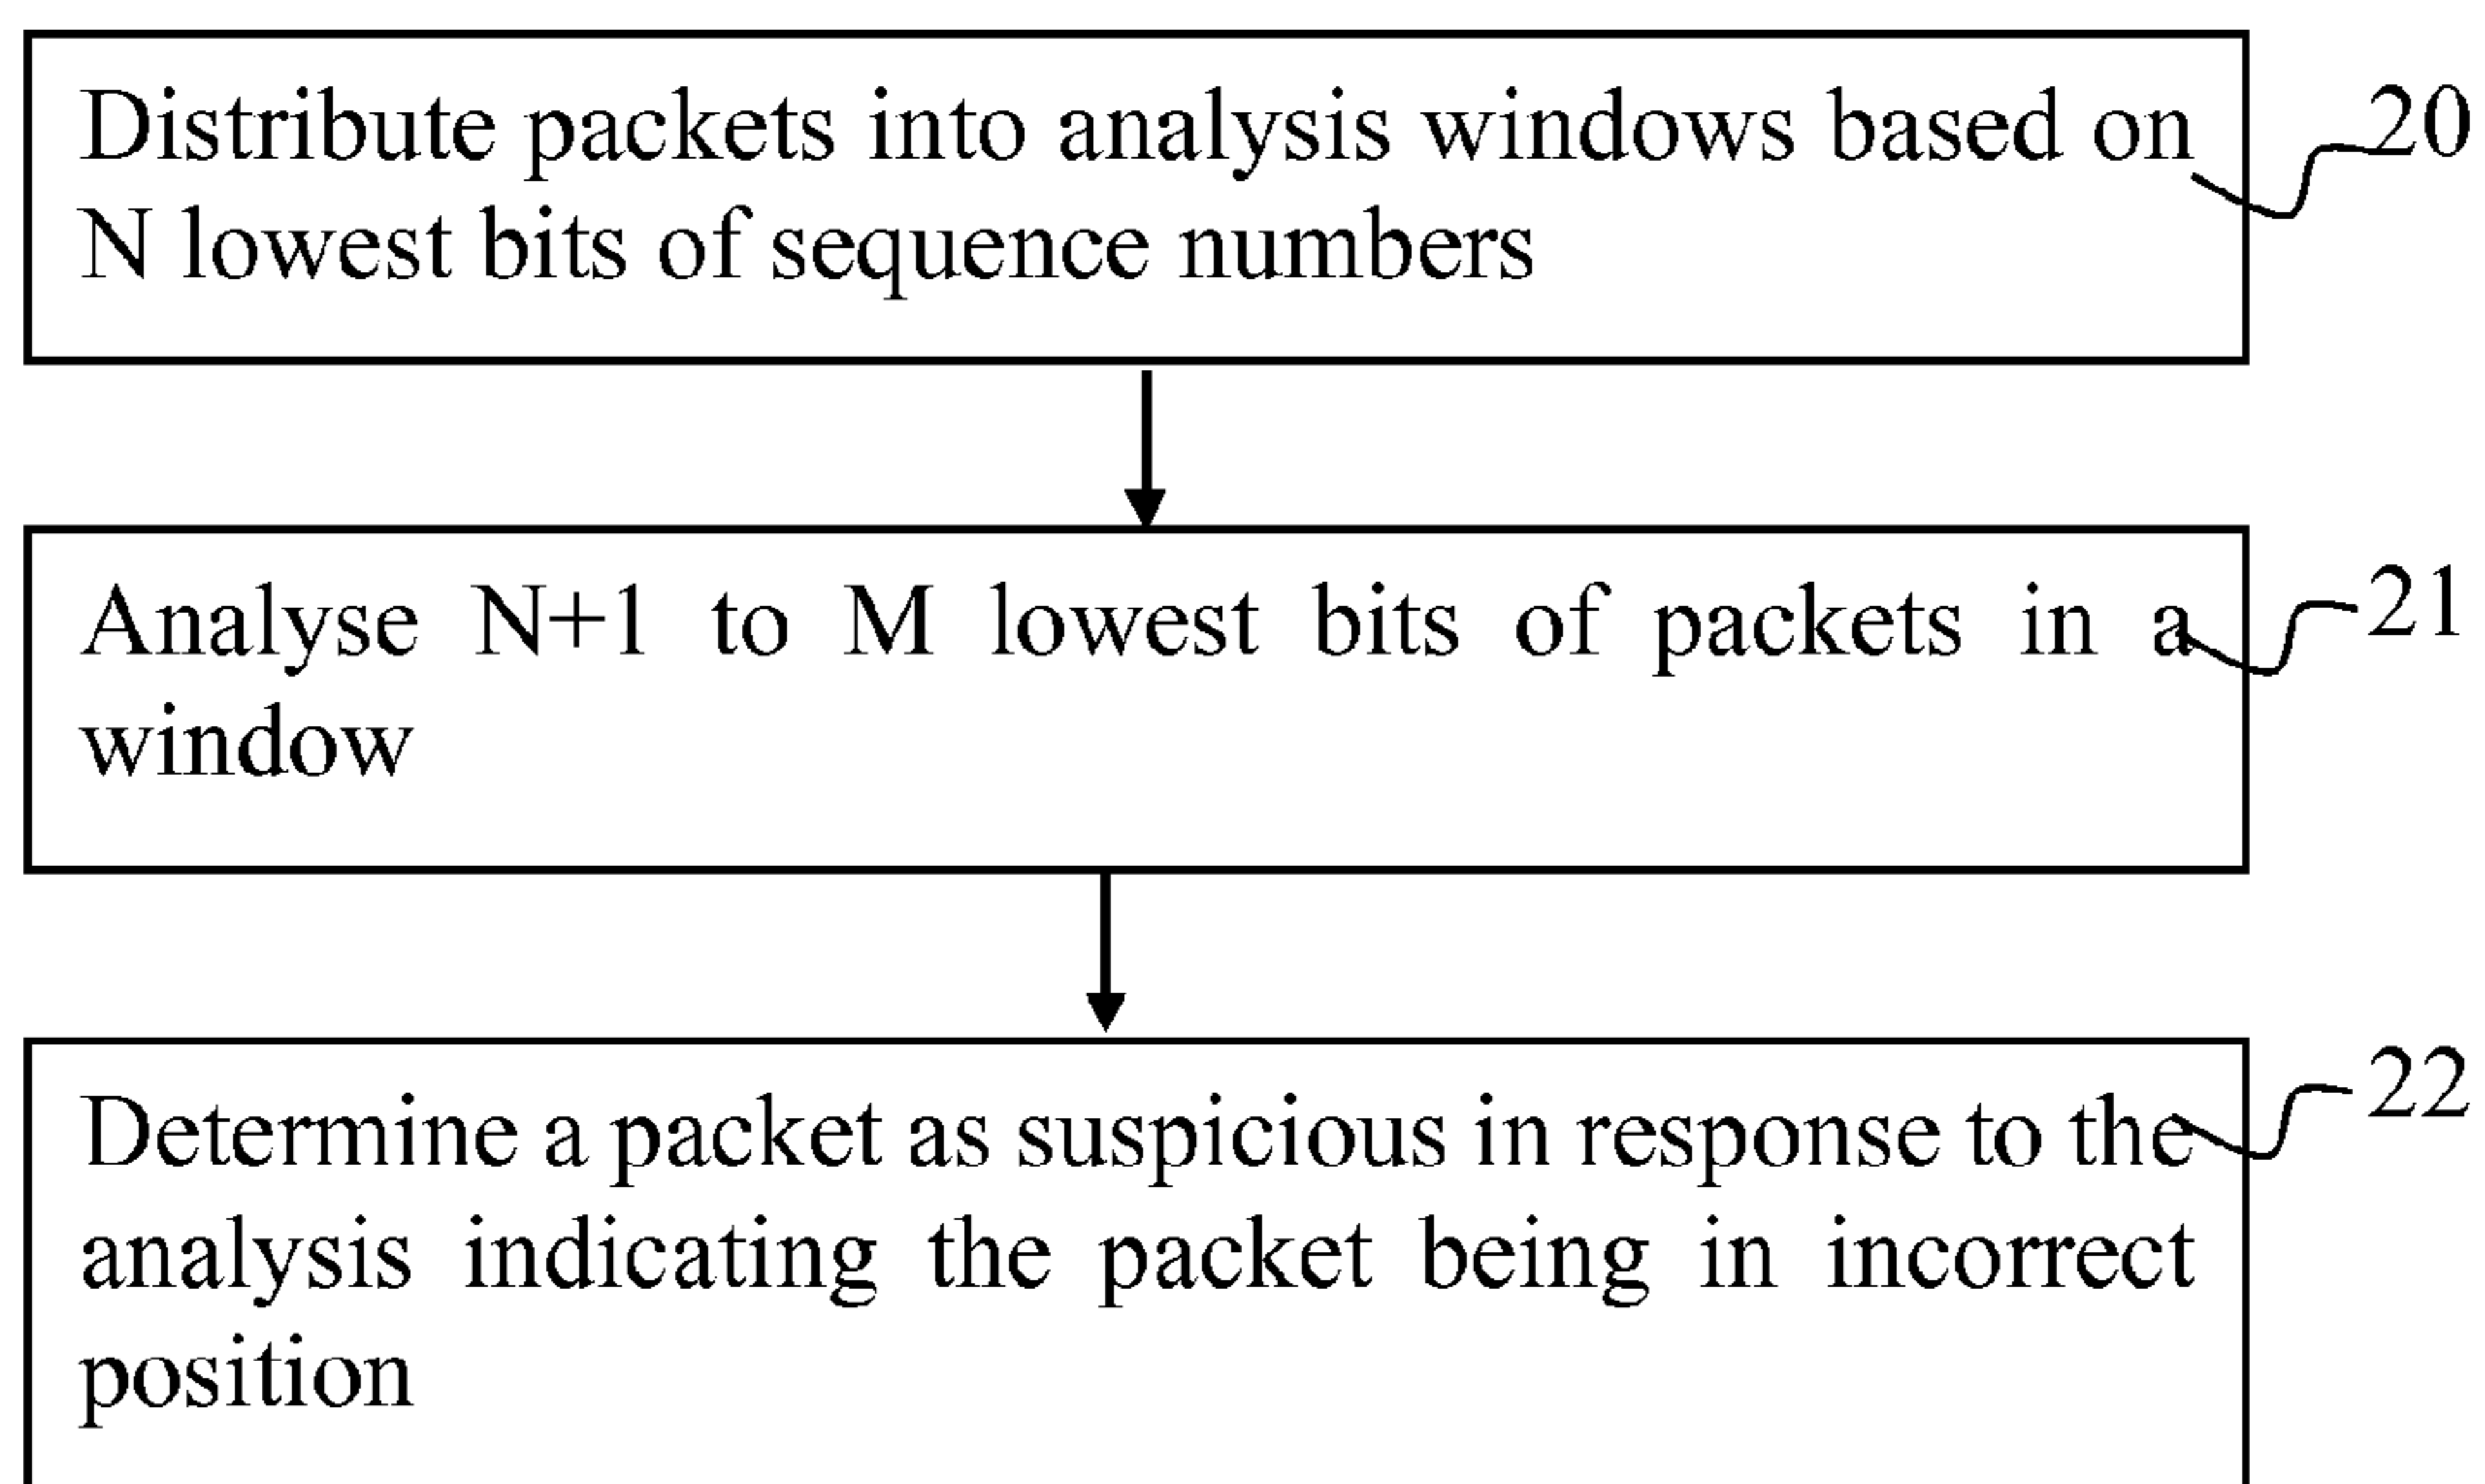 Distribute packets into analysis windows based on
20
N lowest bits of sequence numbers
Analyse N+1 to M lowest bits of packets in a
21
window
Determine a packet as suspicious in response to the
22
analysis indicating the packet being in incorrect
position